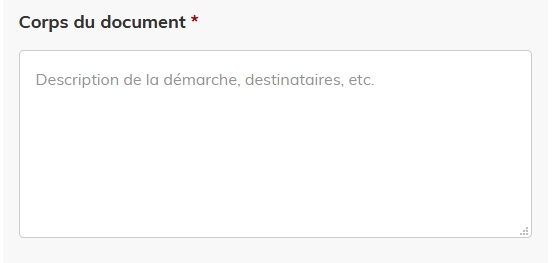 Corps du document *
Description de la démarche, destinataires, etc.